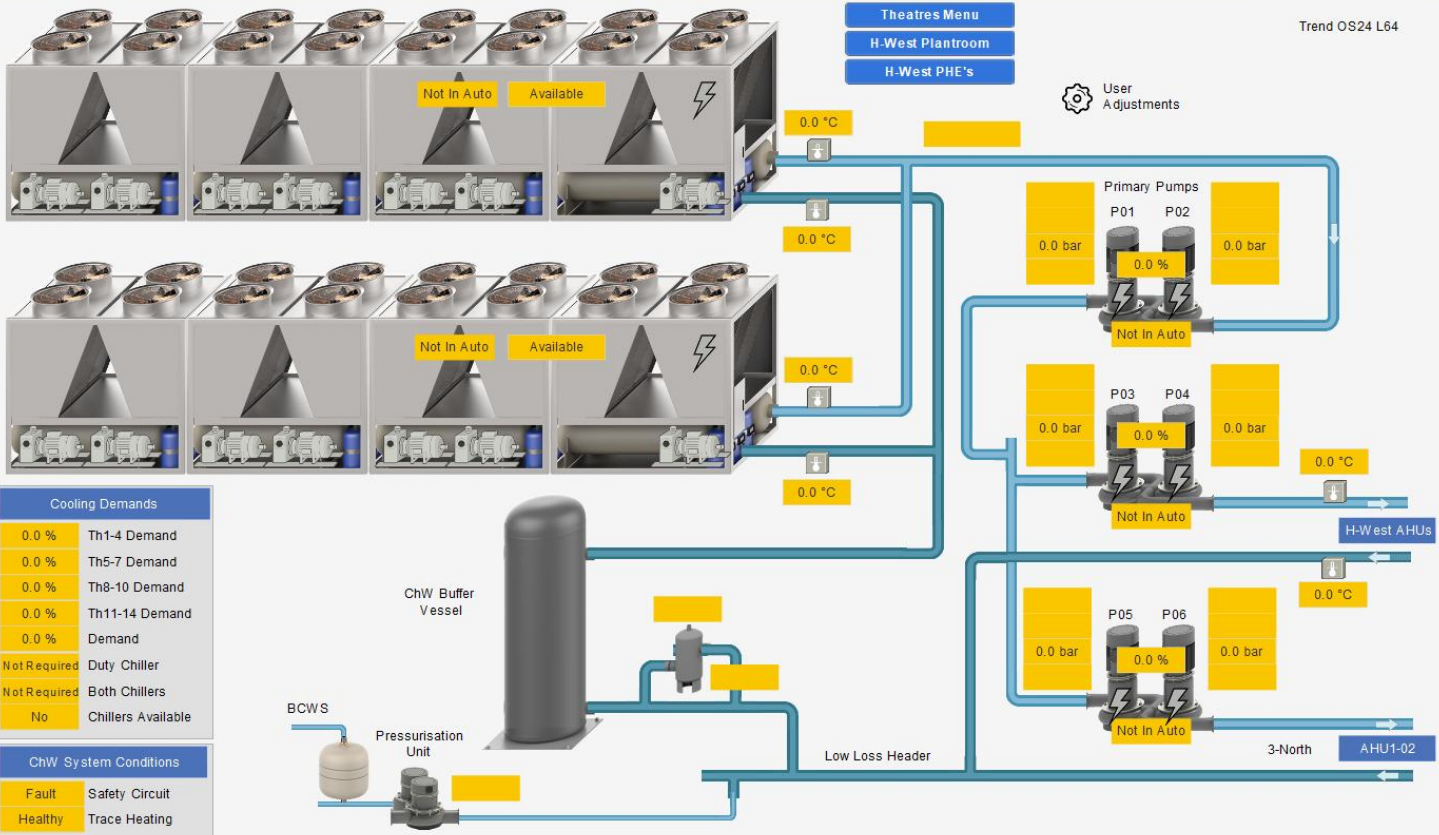 Theatres Menu
H-West Plantroom
H-West PHE's
Trend OS24 L64
User
Adjustments
Not In Auto
Available
0.0 °C
0.0 °C
Primary Pumps
P01
P02
0.0 bar
0.0 %
0.0 bar
Not In Auto
Not In Auto
Available
0.0 °C
0.0 °C
P03
P04
0.0 bar
0.0 %
0.0 bar
Not In Auto
0.0 °C
H-West AHUs
0.0 °C
Cooling Demands
0.0 % Th1-4 Demand
0.0 % Th5-7 Demand
0.0 % Th8-10 Demand
0.0 % Th11-14 Demand
0.0 % Demand
Not Required Duty Chiller
Not Required Both Chillers
No Chillers Available
ChW Buffer
Vessel
P05
P06
0.0 bar
0.0 %
0.0 bar
Not In Auto
3-North
AHU1-02
BCWS
Pressurisation
Unit
Low Loss Header
ChW System Conditions
Fault Safety Circuit
Healthy Trace Heating